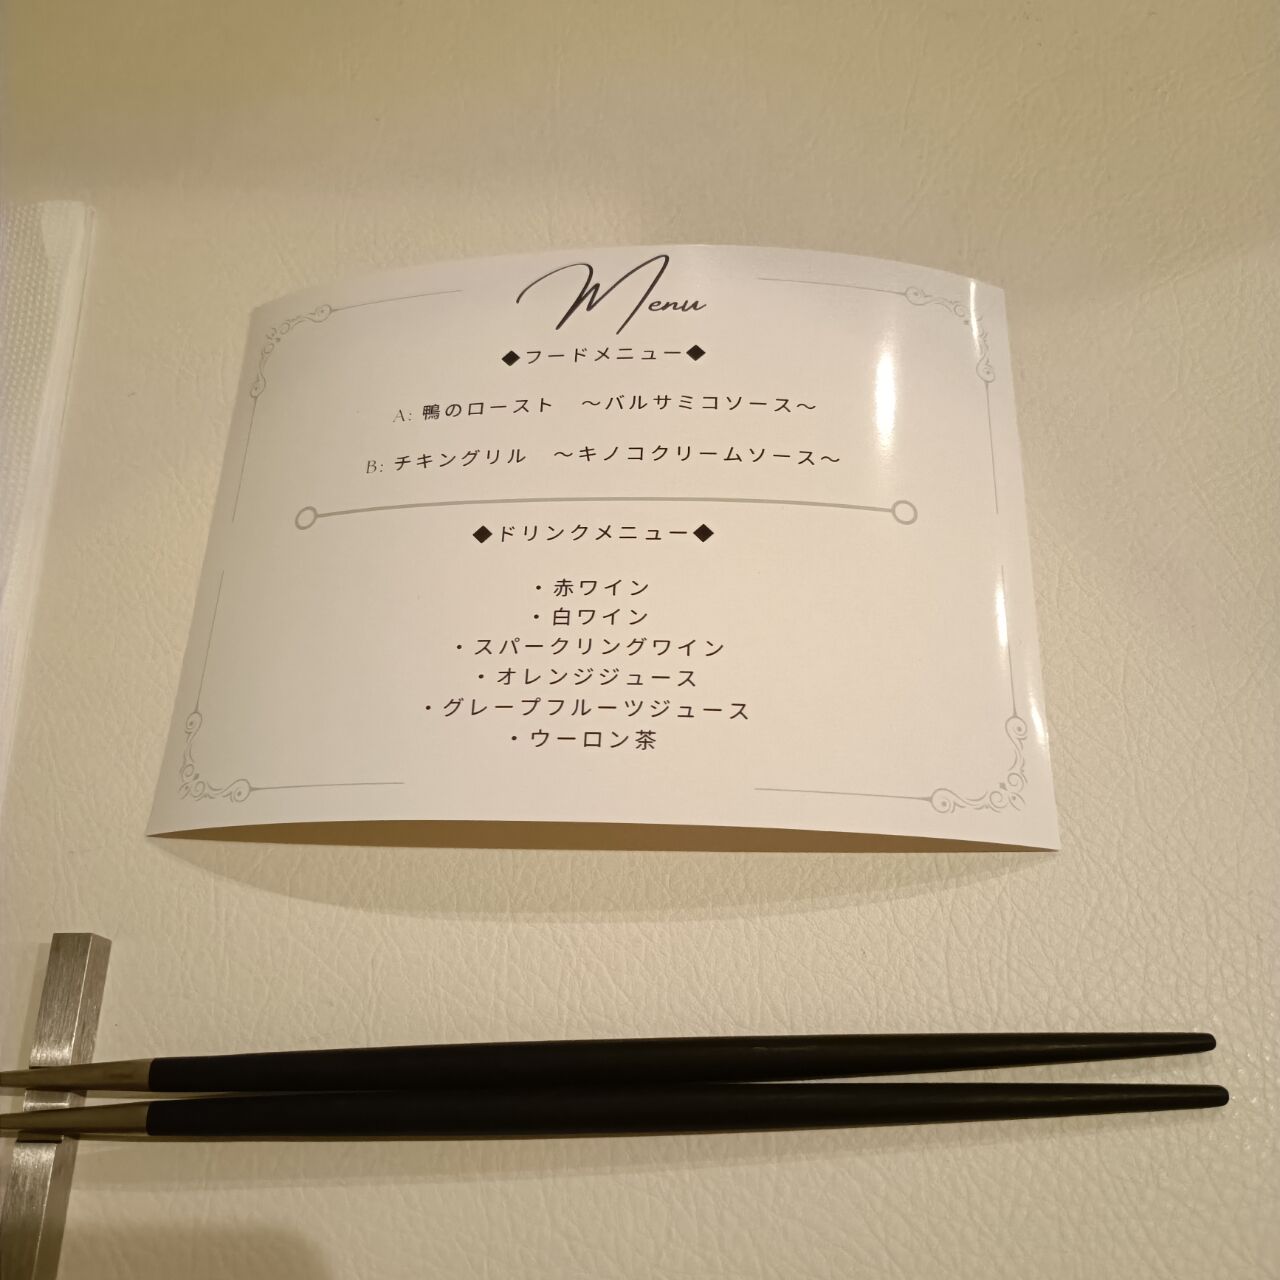 Menu
◆フードメニュー◆
A: 鴨のロースト　～バルサミコソース～
B: チキングリル　～キノコクリームソース～
◆ドリンクメニュー◆
・赤ワイン
・白ワイン
・スパークリングワイン
・オレンジジュース
・グレープフルーツジュース
・ウーロン茶